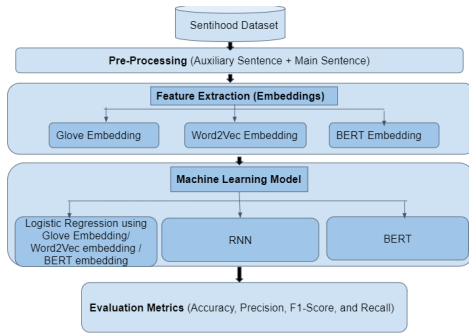 Sentihood Dataset
Pre-Processing (Auxiliary Sentence + Main Sentence)
Feature Extraction (Embeddings)
Glove Embedding
Word2Vec Embedding
BERT Embedding
Machine Learning Model
Logistic Regression using
Glove Embedding/
Word2Vec embedding /
BERT embedding
RNN
BERT
Evaluation Metrics (Accuracy, Precision, F1-Score, and Recall)